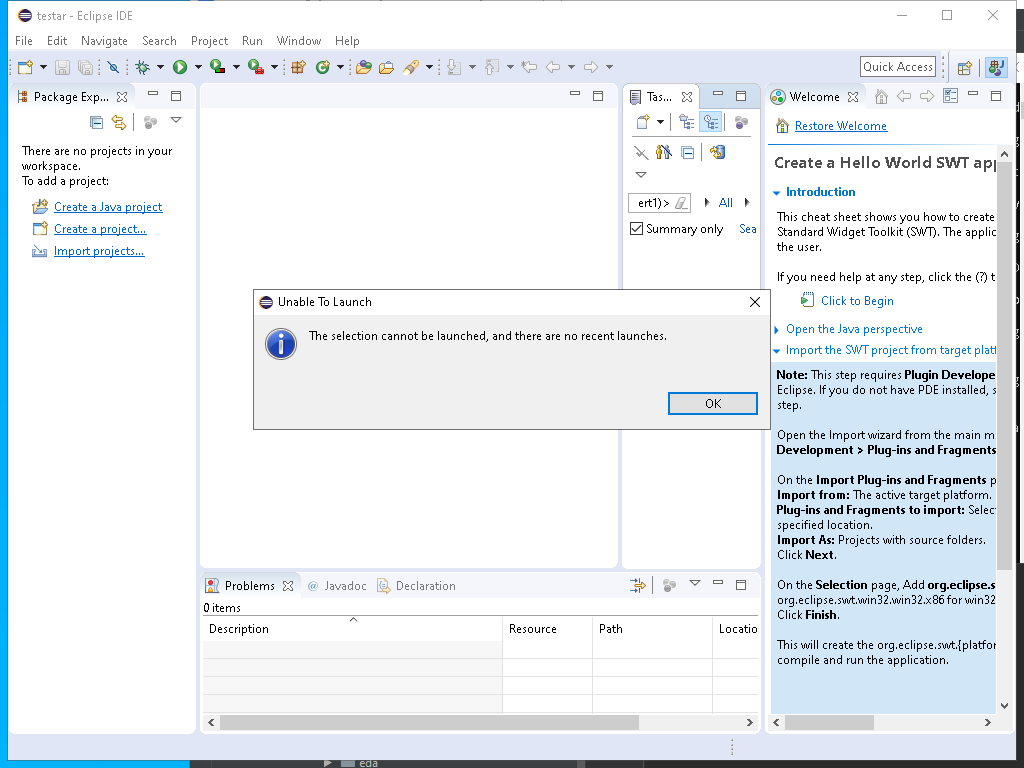 testar - Eclipse IDE
File Edit Navigate Search Project Run Window Help
Quick Access
Package Exp...
There are no projects in your
workspace.
To add a project:
Create a Java project
Create a project...
Import projects...
Tas...
ert1)> All
Summary only Sea
Welcome
Restore Welcome
Create a Hello World SWT app
Introduction
This cheat sheet shows you how to create
Standard Widget Toolkit (SWT). The applic
the user.
If you need help at any step, click the (?) t
Click to Begin
Open the Java perspective
Import the SWT project from target platf
Note: This step requires Plugin Develope
Eclipse. If you do not have PDE installed, s
step.
Open the Import wizard from the main m
Development > Plug-ins and Fragments
On the Import Plug-ins and Fragments p
Import from: The active target platform.
Plug-ins and Fragments to import: Selec
specified location.
Import As: Projects with source folders.
Click Next.
On the Selection page, Add org.eclipse.s
org.eclipse.swt.win32.win32.x86 for win32
Click Finish.
This will create the org.eclipse.swt.{platfor
compile and run the application.
Unable To Launch
The selection cannot be launched, and there are no recent launches.
OK
Problems @ Javadoc Declaration
0 items
Description Resource Path Locatio
eda